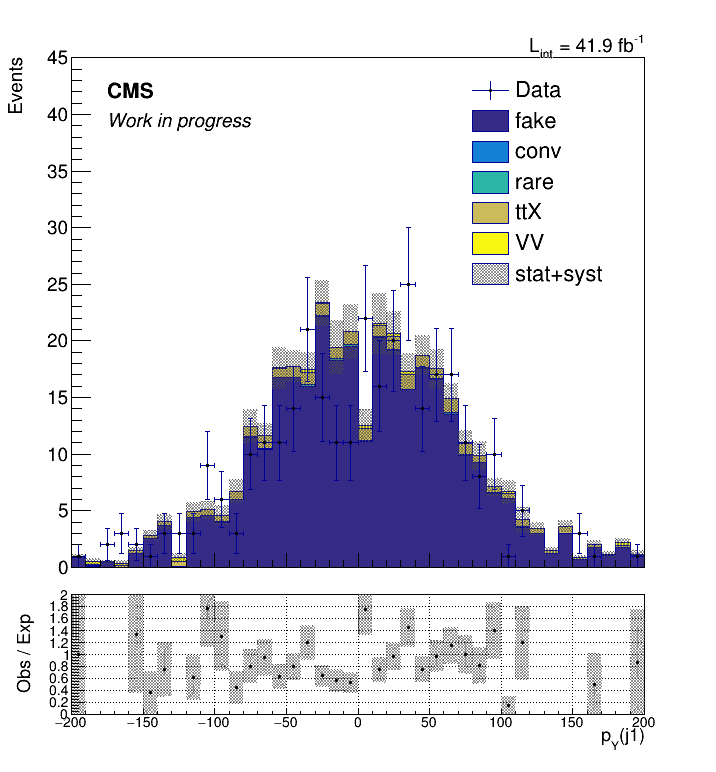 L_int = 41.9 fb^-1
Events
45
40
35
30
25
20
15
10
5
0
CMS
Work in progress
Data
fake
conv
rare
ttX
VV
stat+syst
Obs / Exp
2
1.8
1.6
1.4
1.2
1
0.8
0.6
0.4
0.2
0
−200 −150 −100 −50 0 50 100 150 200
p_Y(j1)